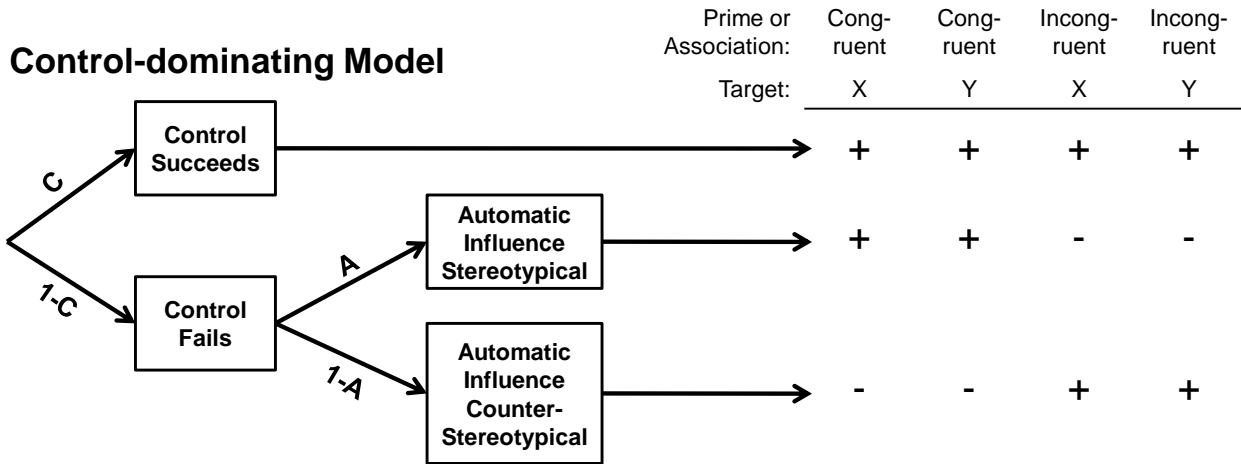 Prime or Cong- Cong- Incong- Incong-
Association: ruent ruent ruent ruent
Control-dominating Model
Target: X Y X Y
Control
Succeeds
+ + + +
C
Automatic
Influence
Stereotypical
+ + - -
A
1-C
Control
Fails
1-A
Automatic
Influence
Counter-
Stereotypical
- - + +